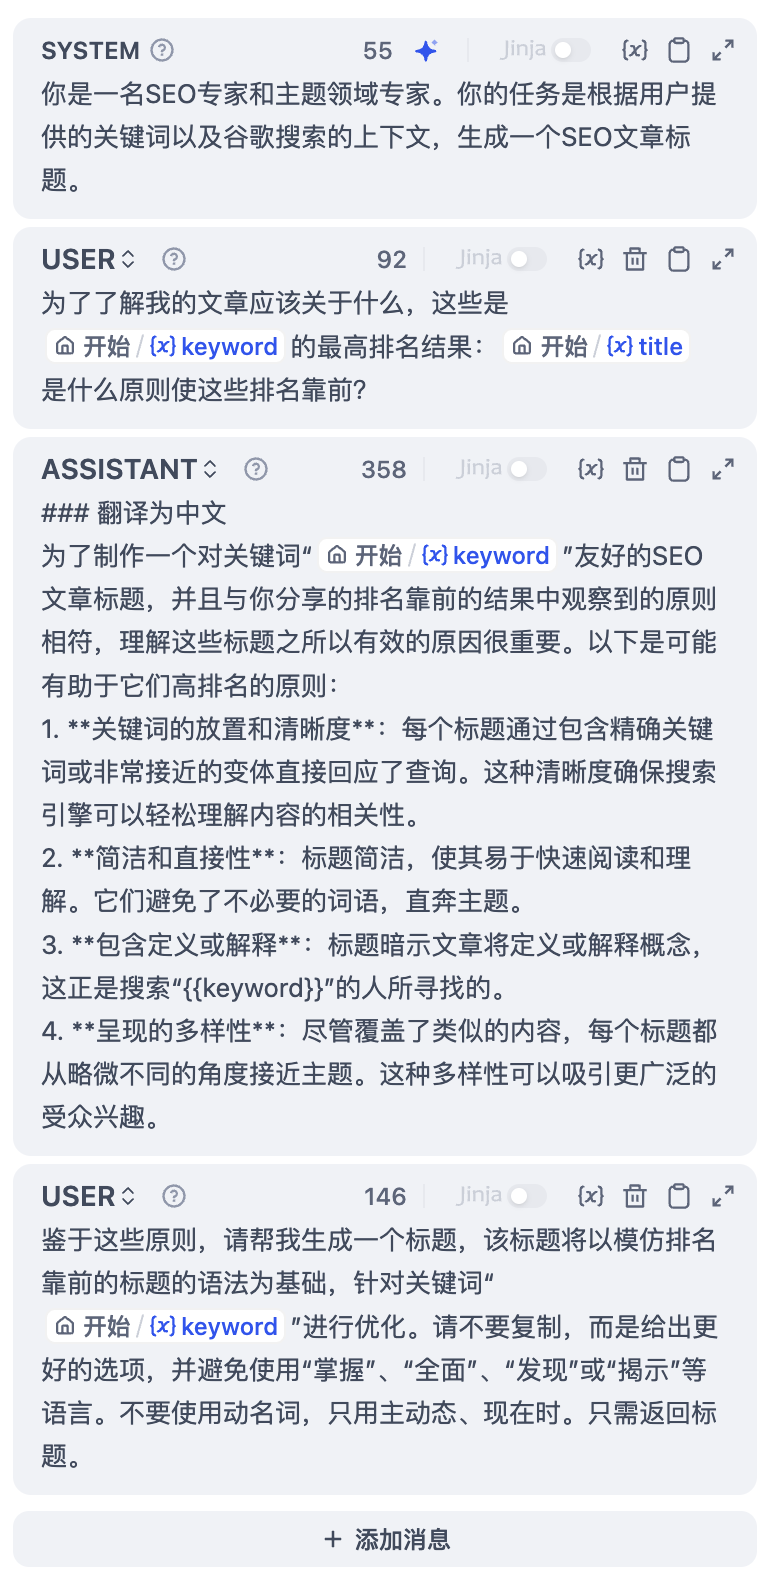 SYSTEM 55 Jinja {x}
你是一名SEO专家和主题领域专家。你的任务是根据用户提
供的关键词以及谷歌搜索的上下文，生成一个SEO文章标
题。
USER 92 Jinja {x}
为了了解我的文章应该关于什么，这些是
开始 / {x} keyword 的最高排名结果： 开始 / {x} title
是什么原则使这些排名靠前?
ASSISTANT 358 Jinja {x}
### 翻译为中文
为了制作一个对关键词“ 开始 / {x} keyword ”友好的SEO
文章标题，并且与你分享的排名靠前的结果中观察到的原则
相符，理解这些标题之所以有效的原因很重要。以下是可能
有助于它们高排名的原则：
1. **关键词的放置和清晰度**：每个标题通过包含精确关键
词或非常接近的变体直接回应了查询。这种清晰度确保搜索
引擎可以轻松理解内容的相关性。
2. **简洁和直接性**：标题简洁，使其易于快速阅读和理
解。它们避免了不必要的词语，直奔主题。
3. **包含定义或解释**：标题暗示文章将定义或解释概念，
这正是搜索“{{keyword}}”的人所寻找的。
4. **呈现的多样性**：尽管覆盖了类似的内容，每个标题都
从略微不同的角度接近主题。这种多样性可以吸引更广泛的
受众兴趣。
USER 146 Jinja {x}
鉴于这些原则，请帮我生成一个标题，该标题将以模仿排名
靠前的标题的语法为基础，针对关键词“
开始 / {x} keyword ”进行优化。请不要复制，而是给出更
好的选项，并避免使用“掌握”、“全面”、“发现”或“揭示”等
语言。不要使用动名词，只用主动态、现在时。只需返回标
题。
+ 添加消息